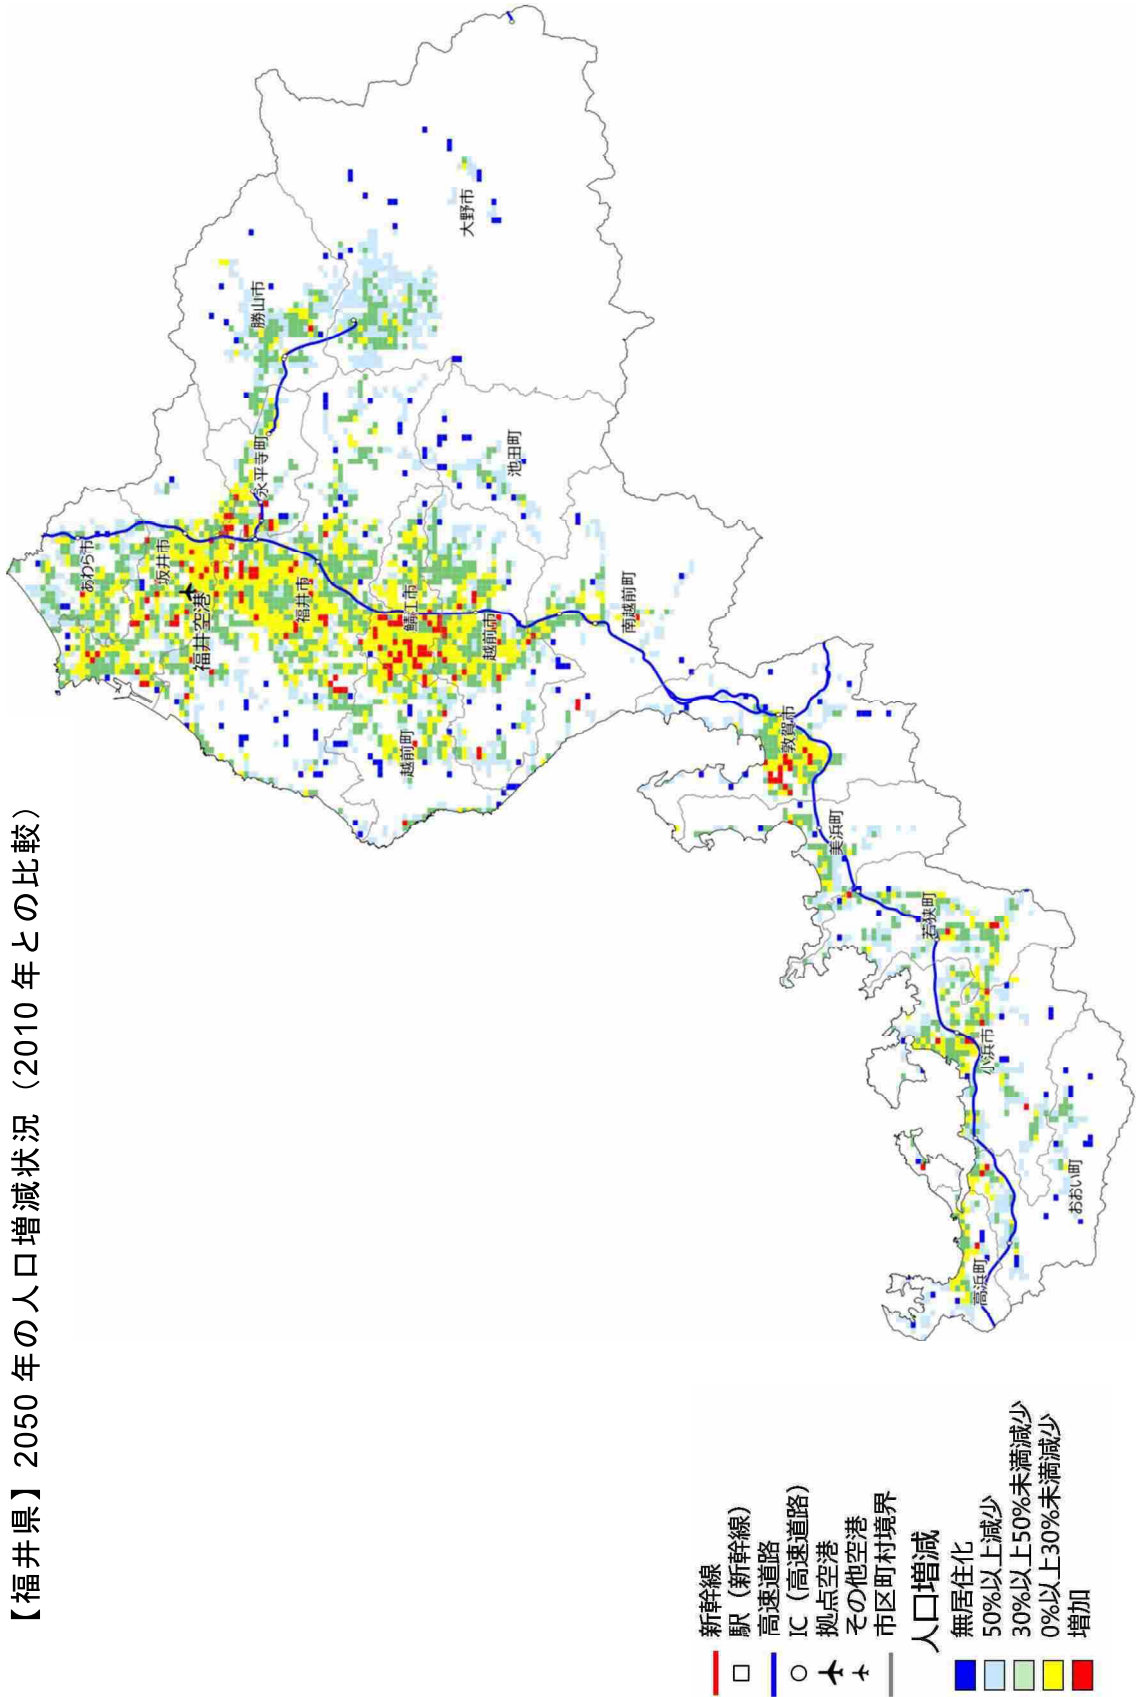 【福井県】2050年の人口増減状況（2010年との比較）
あわら市
坂井市
福井空港
永平寺町
勝山市
福井市
大野市
鯖江市
越前町
越前市
池田町
南越前町
敦賀市
美浜町
若狭町
小浜市
おおい町
高浜町
新幹線
駅（新幹線）
高速道路
IC（高速道路）
拠点空港
その他空港
市区町村境界
人口増減
無居住化
50%以上減少
30%以上50%未満減少
0%以上30%未満減少
増加